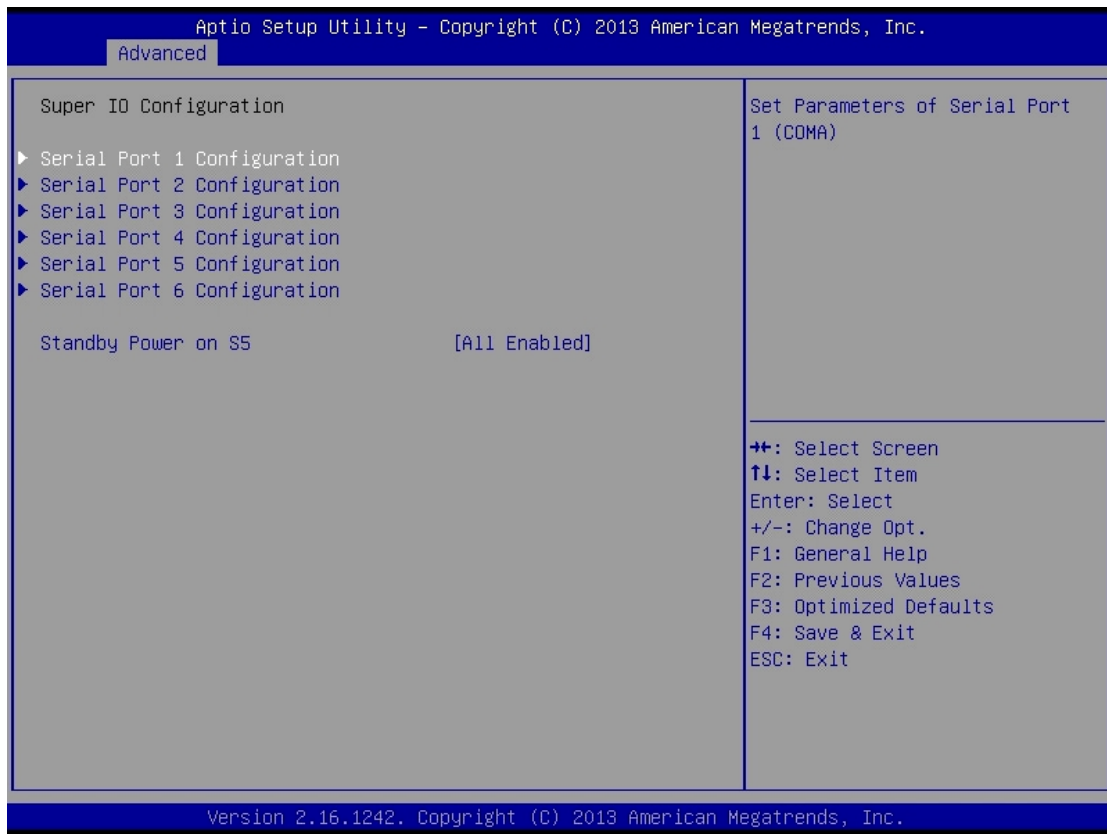 Aptio Setup Utility – Copyright (C) 2013 American Megatrends, Inc.
Advanced
Super IO Configuration
Serial Port 1 Configuration
Serial Port 2 Configuration
Serial Port 3 Configuration
Serial Port 4 Configuration
Serial Port 5 Configuration
Serial Port 6 Configuration
Standby Power on S5 [All Enabled]
Set Parameters of Serial Port
1 (COMA)
→←: Select Screen
↑↓: Select Item
Enter: Select
+/-: Change Opt.
F1: General Help
F2: Previous Values
F3: Optimized Defaults
F4: Save & Exit
ESC: Exit
Version 2.16.1242. Copyright (C) 2013 American Megatrends, Inc.